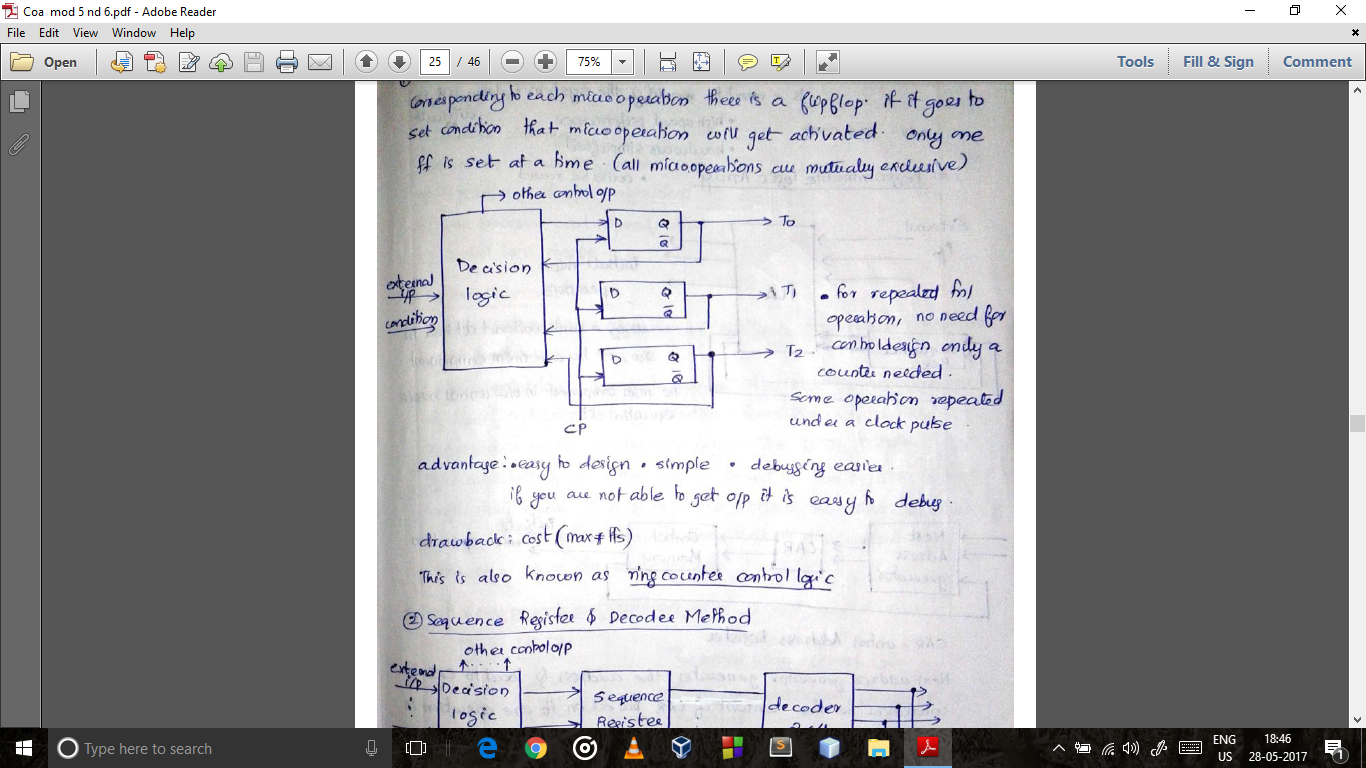 Coa mod 5 nd 6.pdf - Adobe Reader
File Edit View Window Help
Open 25 / 46 75% Tools Fill & Sign Comment
corresponding to each microoperation there is a flipflop. if it goes to
set condition that microoperation will get activated. only one
ff is set at a time. (all microoperations are mutually exclusive)
other control o/p
D Q T0
Q̅
Decision
logic
external
i/p
condition
D Q T1
Q̅
D Q T2
Q̅
CP
• for repeated fn/
operation, no need for
control design only a
counter needed.
Some operation repeated
under a clock pulse.
advantage: • easy to design • simple • debugging easier.
if you are not able to get o/p it is easy to debug.
drawback: cost (max # ffs)
This is also known as ring counter control logic
② Sequence Register & Decoder Method
other control o/p
external
i/p
Decision
logic
Sequence
Register
decoder
Type here to search
ENG
US
18:46
28-05-2017
1